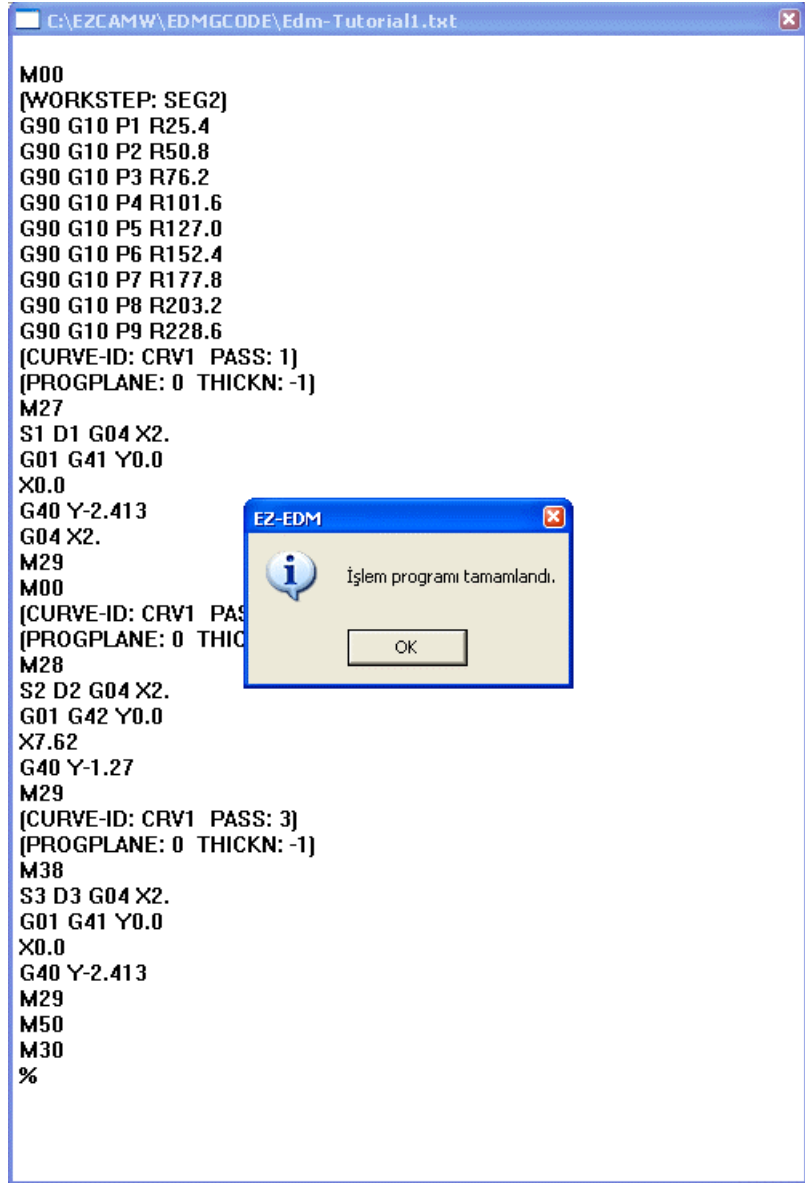 C:\EZCAMW\EDMGCODE\Edm-Tutorial1.txt
M00
(WORKSTEP: SEG2)
G90 G10 P1 R25.4
G90 G10 P2 R50.8
G90 G10 P3 R76.2
G90 G10 P4 R101.6
G90 G10 P5 R127.0
G90 G10 P6 R152.4
G90 G10 P7 R177.8
G90 G10 P8 R203.2
G90 G10 P9 R228.6
(CURVE-ID: CRV1 PASS: 1)
(PROGPLANE: 0 THICKN: -1)
M27
S1 D1 G04 X2.
G01 G41 Y0.0
X0.0
G40 Y-2.413
G04 X2.
M29
M00
(CURVE-ID: CRV1
(PROGPLANE: 0
M28
S2 D2 G04 X2.
G01 G42 Y0.0
X7.62
G40 Y-1.27
M29
(CURVE-ID: CRV1 PASS: 3)
(PROGPLANE: 0 THICKN: -1)
M38
S3 D3 G04 X2.
G01 G41 Y0.0
X0.0
G40 Y-2.413
M29
M50
M30
%
EZ-EDM
İşlem programı tamamlandı.
OK